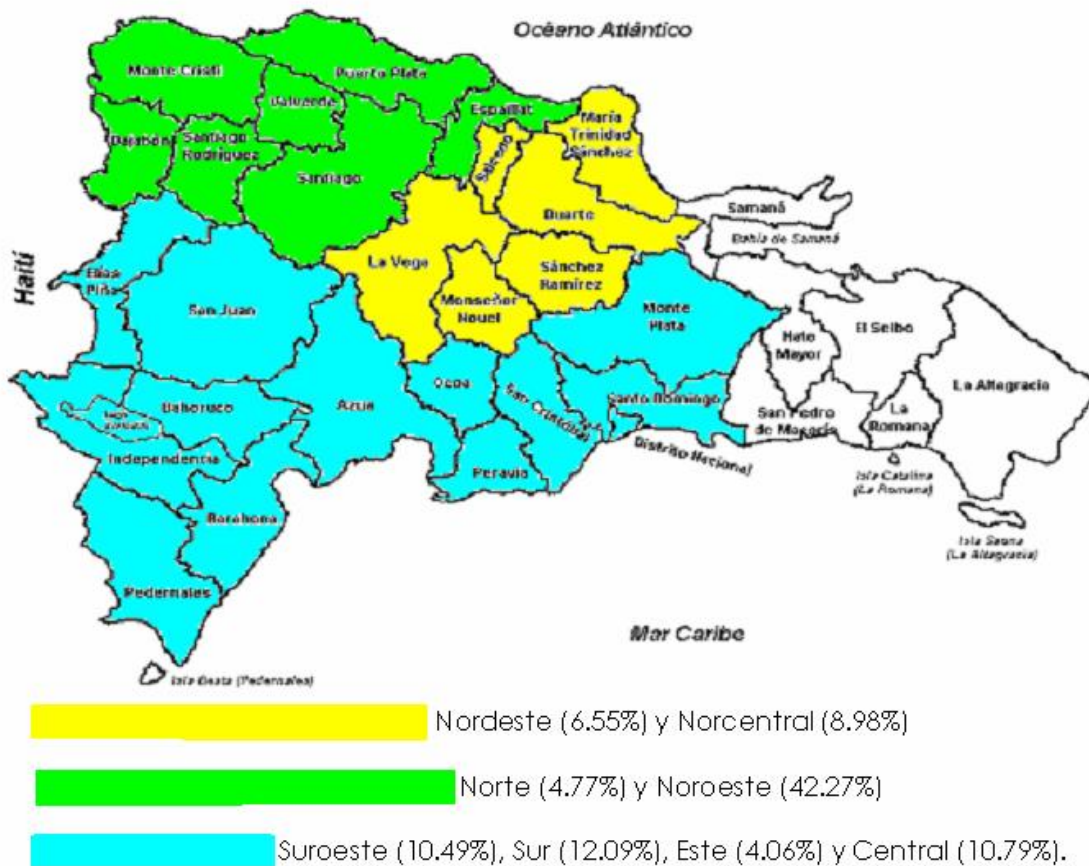 Océano Atlántico
Monte Cristi
Puerto Plata
Valverde
Espaillat
María
Trinidad
Sánchez
Dajabón
Santiago
Rodríguez
Salcedo
Santiago
Samaná
Duarte
Bahía de Samaná
Haití
La Vega
Sánchez
Ramírez
Elías
Piña
San Juan
Monseñor
Nouel
Monte
Plata
El Seibo
Hato
Mayor
La Altagracia
Ocoa
Azua
San Cristóbal
Santo Domingo
La
Romana
Bahoruco
San Pedro
de Macorís
Independencia
Distrito Nacional
Peravia
Isla Catalina
(La Romana)
Barahona
Isla Saona
(La Altagracia)
Pedernales
Mar Caribe
Isla Beata (Pedernales)
Nordeste (6.55%) y Norcentral (8.98%)
Norte (4.77%) y Noroeste (42.27%)
Suroeste (10.49%), Sur (12.09%), Este (4.06%) y Central (10.79%).